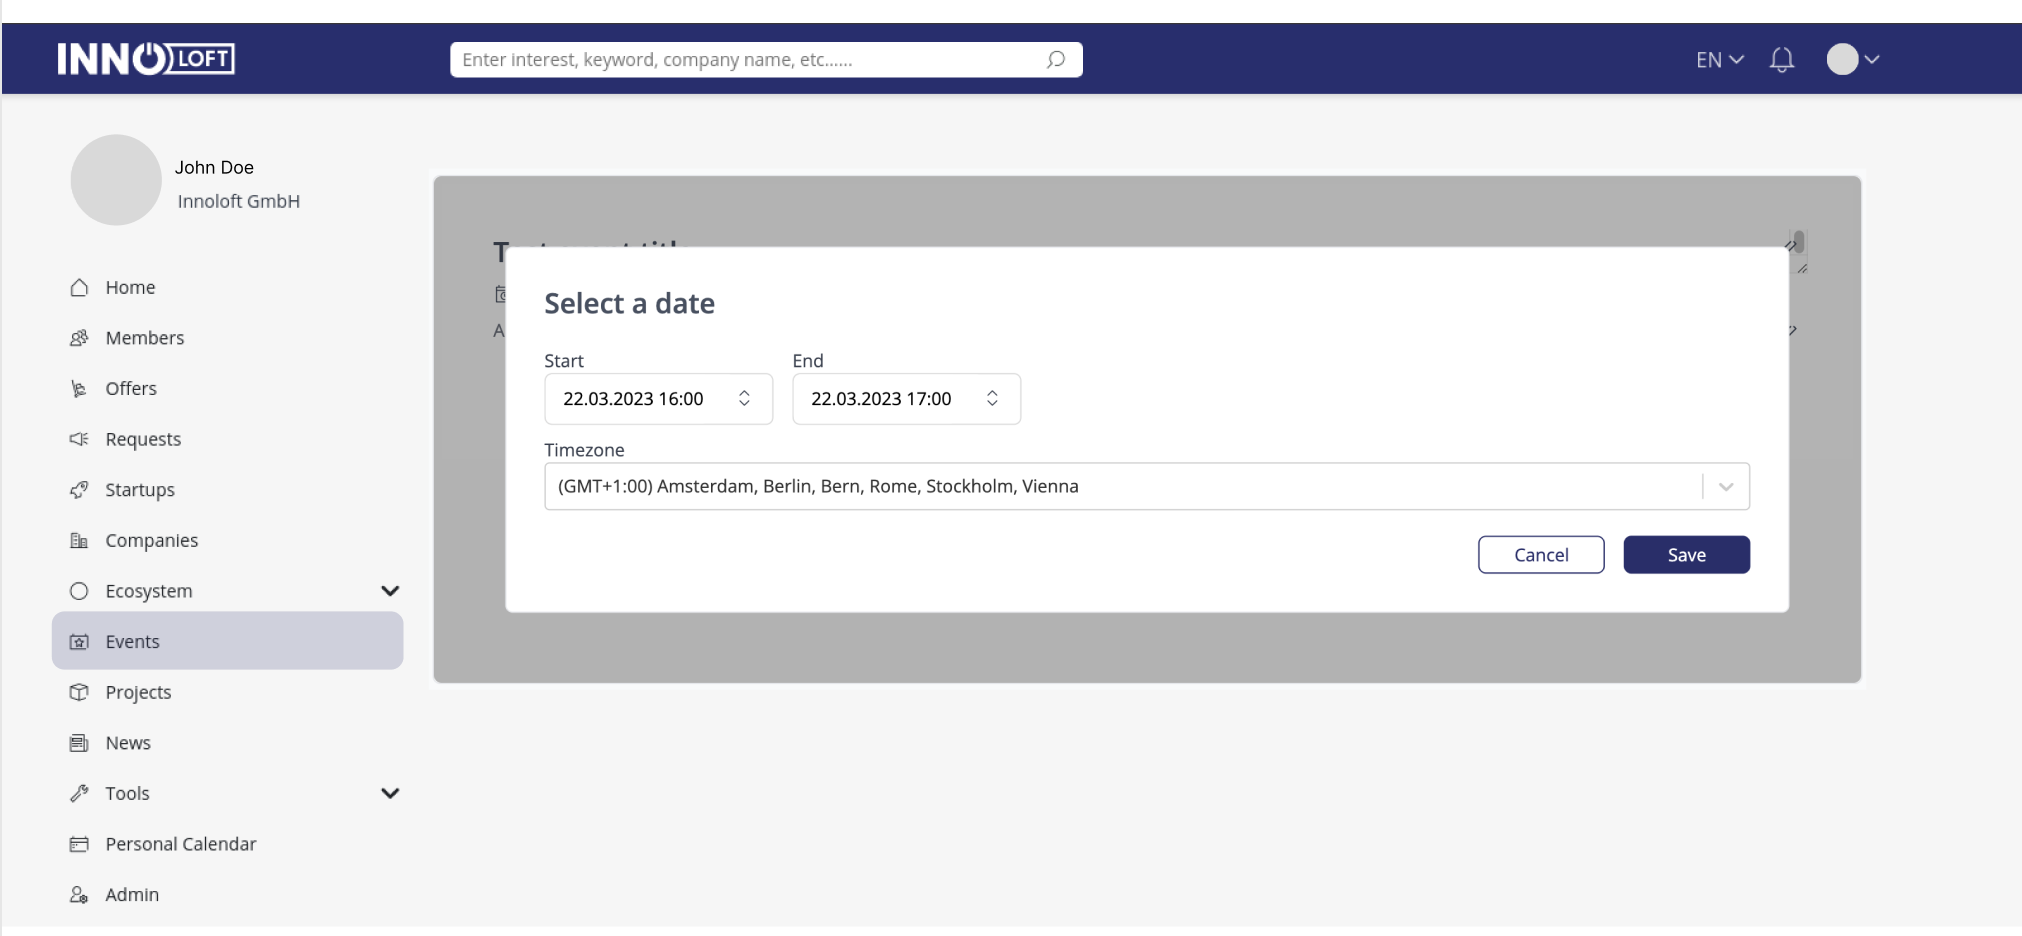 INNOLOFT
Enter interest, keyword, company name, etc......
EN
John Doe
Innoloft GmbH
Home
Members
Offers
Requests
Startups
Companies
Ecosystem
Events
Projects
News
Tools
Personal Calendar
Admin
A
Select a date
Start
End
22.03.2023 16:00
22.03.2023 17:00
Timezone
(GMT+1:00) Amsterdam, Berlin, Bern, Rome, Stockholm, Vienna
Cancel
Save